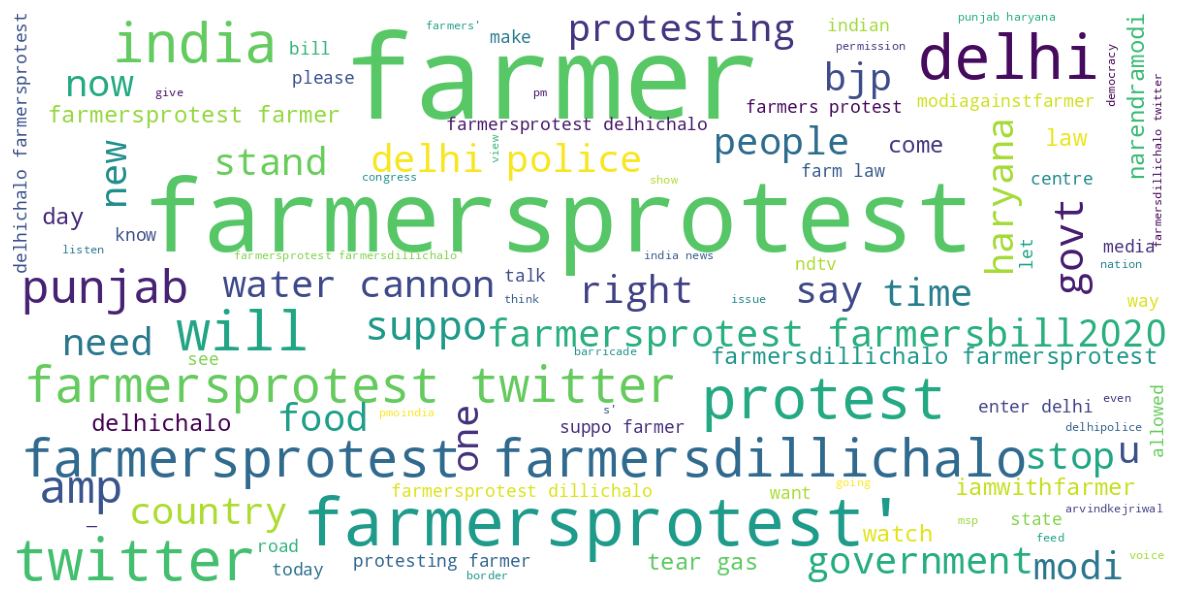 farmers'
punjab haryana
india
bill
make
protesting
indian
permission
delhi
farmer
now
please
give
pm
bjp
democracy
narendramodi
farmersprotest farmer
farmers protest
modiagainstfarmer
farmersprotest delhichalo
delhichalo farmersprotest
new
stand
delhi police
view
people
come
law
farm law
congress
show
centre
haryana
farmersdillichalo twitter
day
know
listen
farmersprotest
farmersprotest farmersdillichalo
india news
ndtv
let
govt
media
nation
punjab
water cannon
talk
think
right
issue
say
time
way
need
will
see
suppo
farmersprotest farmersbill2020
barricade
farmersdillichalo farmersprotest
farmersprotest twitter
protest
delhichalo
food
pmoindia
one
s'
suppo farmer
enter delhi
even
delhipolice
allowed
farmersprotest farmersdillichalo
stop
u
amp
farmersprotest dillichalo
want
going
iamwithfarmer
country
_
farmersprotest'
watch
msp
state
arvindkejriwal
feed
twitter
road
today
protesting farmer
border
tear gas
government
modi
voice